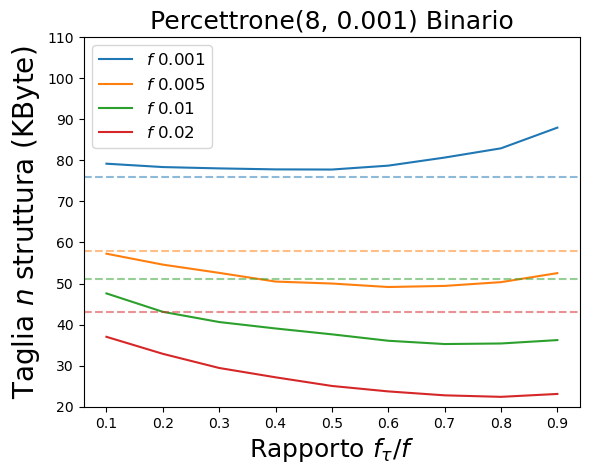 Percettrone(8, 0.001) Binario
Taglia n struttura (KByte)
110
100
90
80
70
60
50
40
30
20
f 0.001
f 0.005
f 0.01
f 0.02
0.1 0.2 0.3 0.4 0.5 0.6 0.7 0.8 0.9
Rapporto fτ/f